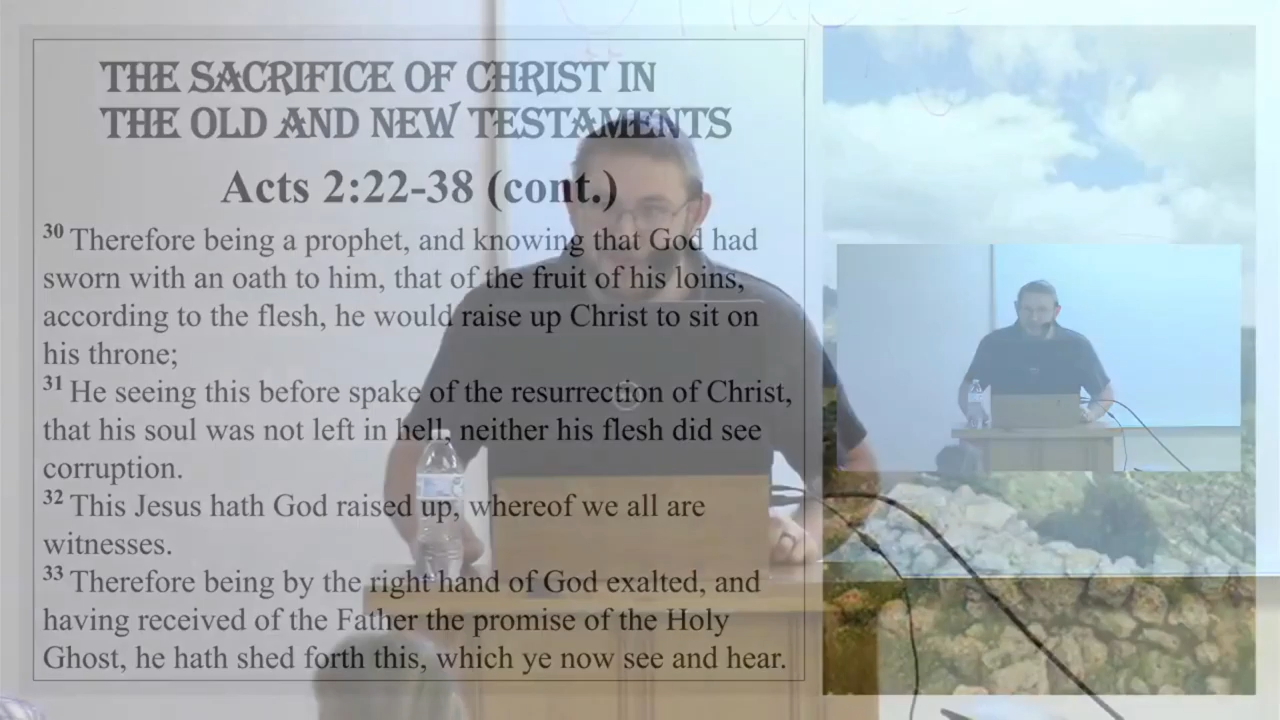 THE SACRIFICE OF CHRIST IN
THE OLD AND NEW TESTAMENTS
Acts 2:22-38 (cont.)
30 Therefore being a prophet, and knowing that God had
sworn with an oath to him, that of the fruit of his loins,
according to the flesh, he would raise up Christ to sit on
his throne;
31 He seeing this before spake of the resurrection of Christ,
that his soul was not left in hell, neither his flesh did see
corruption.
32 This Jesus hath God raised up, whereof we all are
witnesses.
33 Therefore being by the right hand of God exalted, and
having received of the Father the promise of the Holy
Ghost, he hath shed forth this, which ye now see and hear.